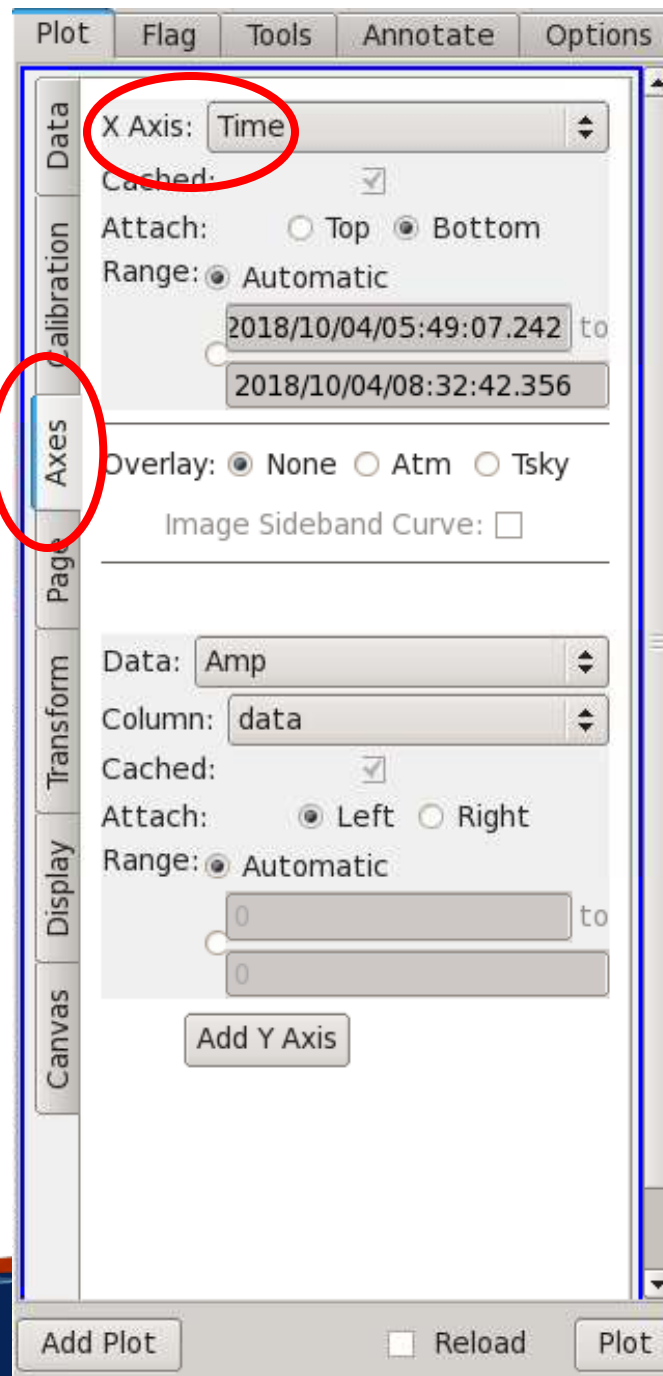 Plot Flag Tools Annotate Options
Data
Calibration
Axes
Page
Transform
Display
Canvas
X Axis: Time
Cached:
Attach: Top Bottom
Range: Automatic
2018/10/04/05:49:07.242 to
2018/10/04/08:32:42.356
Overlay: None Atm Tsky
Image Sideband Curve:
Data: Amp
Column: data
Cached:
Attach: Left Right
Range: Automatic
0 to
0
Add Y Axis
Add Plot Reload Plot